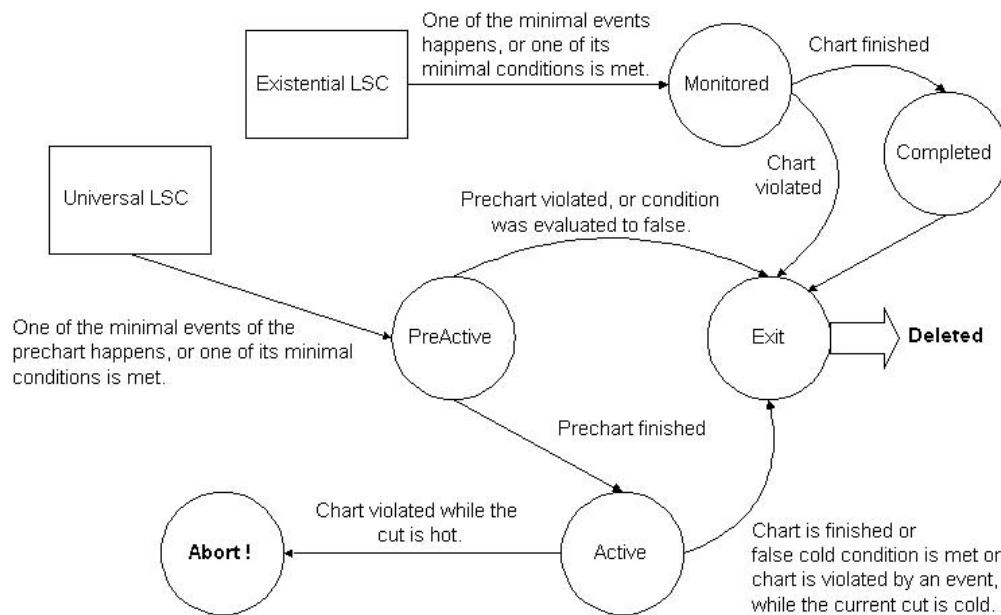 One of the minimal events
happens, or one of its
minimal conditions is met.
Chart finished
Existential LSC
Monitored
Completed
Chart
violated
Universal LSC
Prechart violated, or condition
was evaluated to false.
One of the minimal events of the
prechart happens, or one of its minimal
conditions is met.
PreActive
Exit
Deleted
Prechart finished
Chart violated while the
cut is hot.
Abort !
Active
Chart is finished or
false cold condition is met or
chart is violated by an event,
while the current cut is cold.